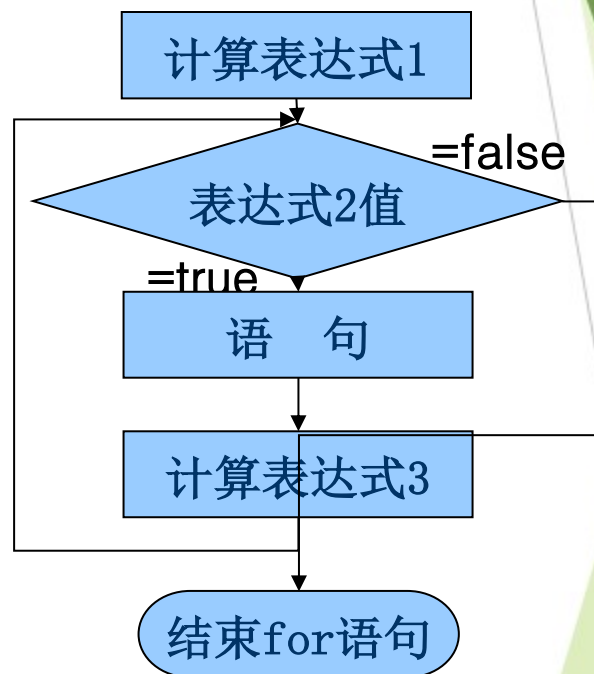 计算表达式1
=false
表达式2值
=true
语 句
计算表达式3
结束for语句